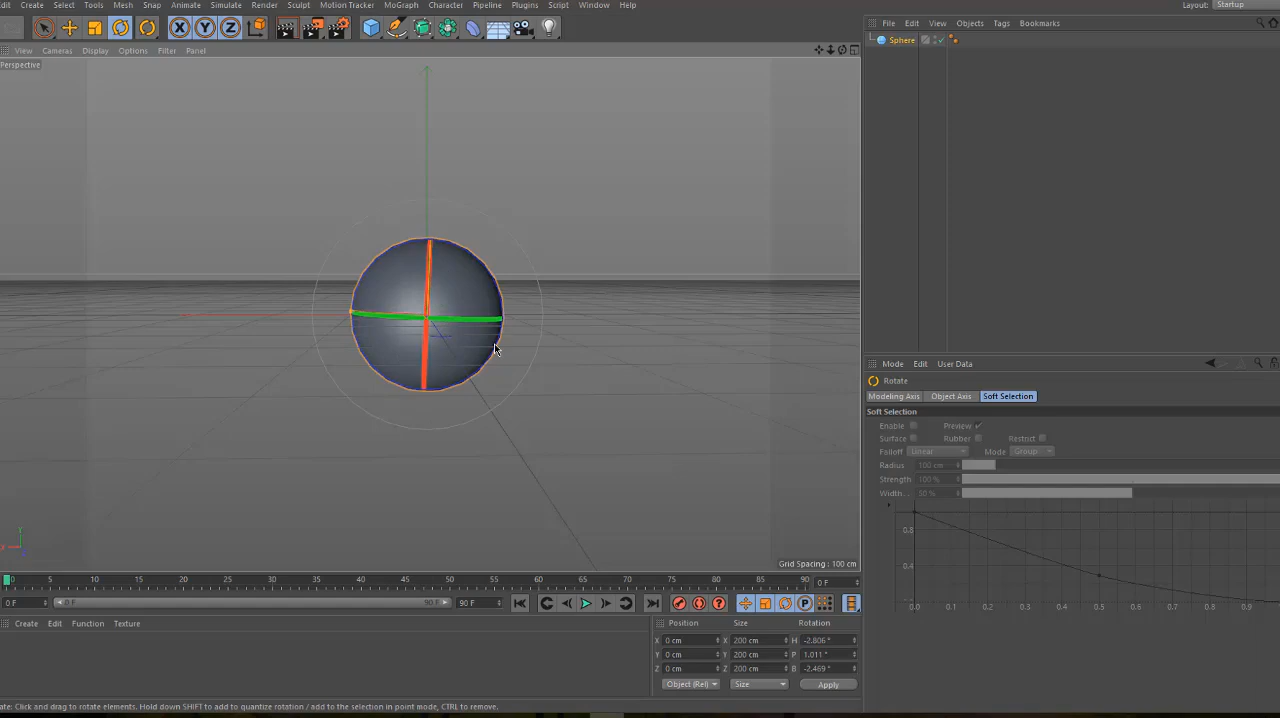 dit Create Select Tools Mesh Snap Animate Simulate Render Sculpt Motion Tracker MoGraph Character Pipeline Plugins Script Window Help Layout: Startup
View Cameras Display Options Filter Panel
Perspective
File Edit View Objects Tags Bookmarks
Sphere
X Y Z
Grid Spacing : 100 cm
Mode Edit User Data
Rotate
Modeling Axis Object Axis Soft Selection
Soft Selection
Enable Preview
Surface Rubber Restrict
Falloff Linear Mode Group
Radius 100 cm
Strength 100 %
Width . . 50 %
0.8
0.4
0.0 0.1 0.2 0.3 0.4 0.5 0.6 0.7 0.8 0.9
0 5 10 15 20 25 30 35 40 45 50 55 60 65 70 75 80 85 90 0 F
0 F 0 F 90 F 90 F
Create Edit Function Texture
Position Size Rotation
X 0 cm X 200 cm H -2.806 °
Y 0 cm Y 200 cm P 1.011 °
Z 0 cm Z 200 cm B -2.469 °
Object (Rel) Size Apply
ate: Click and drag to rotate elements. Hold down SHIFT to add to quantize rotation / add to the selection in point mode, CTRL to remove.